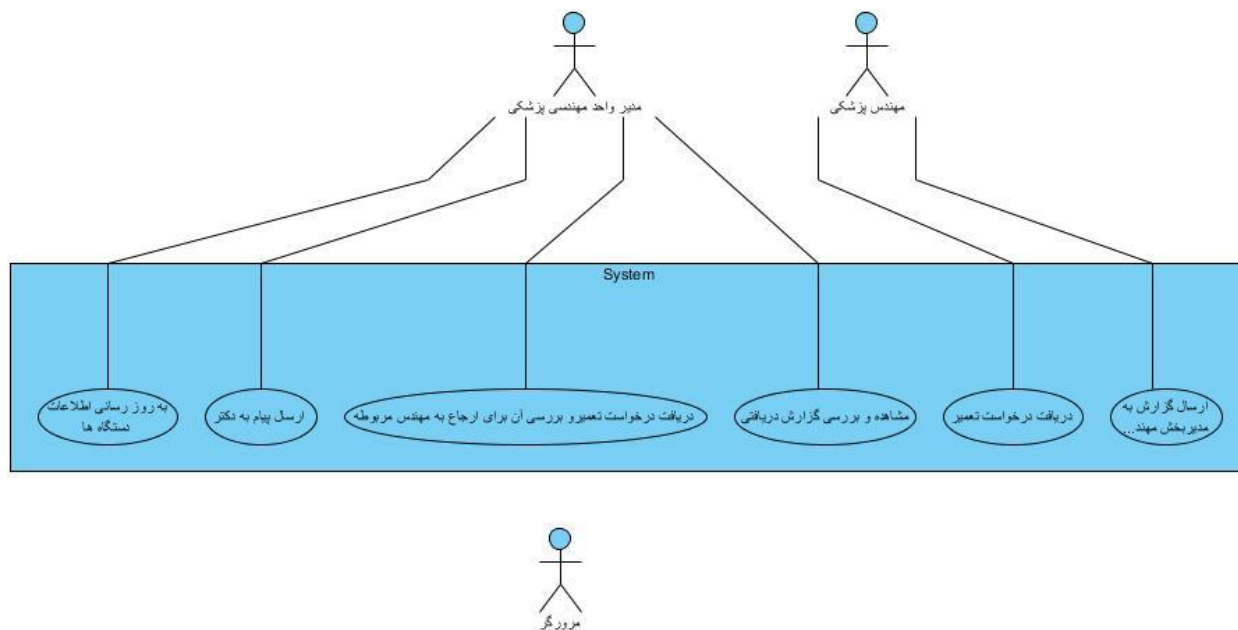 مدیر واحد مهندسی پزشکی
مهندس پزشکی
System
به روز رسانی اطلاعات
دستگاه ها
ارسال پیام به دکتر
دریافت درخواست تعمیرو بررسی آن برای ارجاع به مهندس مربوطه
مشاهده و بررسی گزارش دریافتی
دریافت درخواست تعمیر
ارسال گزارش به
مدیربخش مهند...
مرورگر